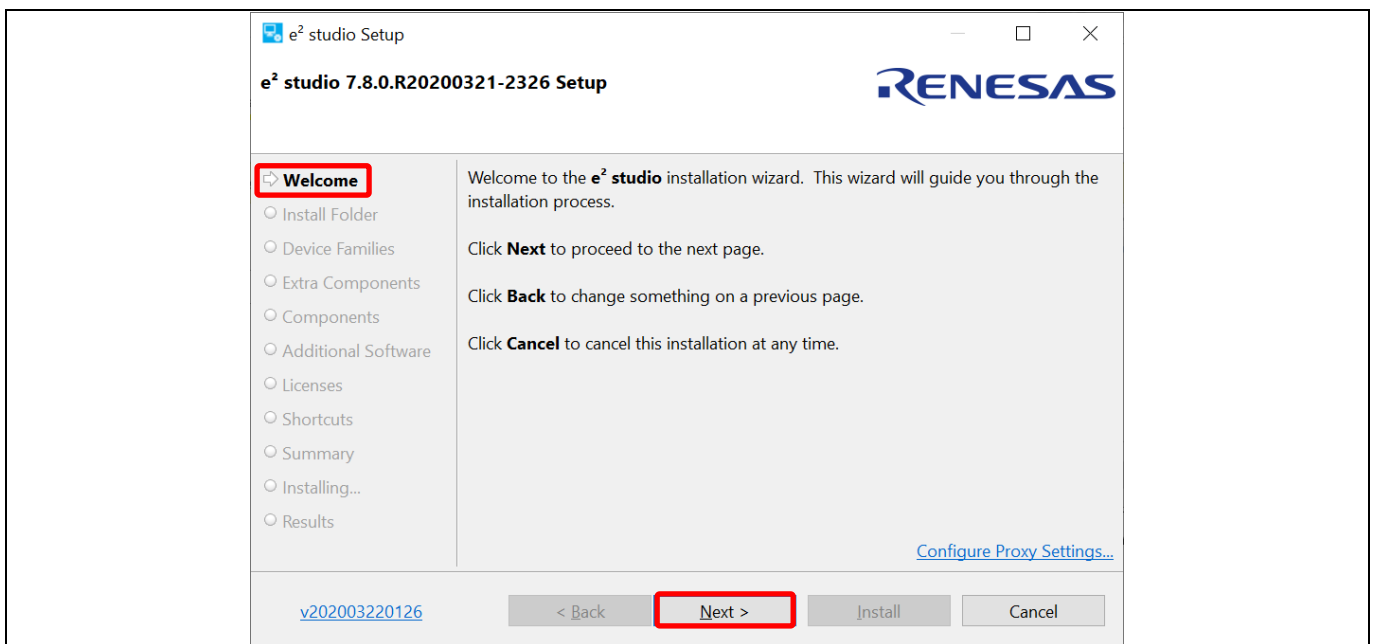 e² studio Setup
e² studio 7.8.0.R20200321-2326 Setup
RENESAS
Welcome
Install Folder
Device Families
Extra Components
Components
Additional Software
Licenses
Shortcuts
Summary
Installing...
Results
Welcome to the e² studio installation wizard.  This wizard will guide you through the
installation process.
Click Next to proceed to the next page.
Click Back to change something on a previous page.
Click Cancel to cancel this installation at any time.
Configure Proxy Settings...
v202003220126
< Back
Next >
Install
Cancel